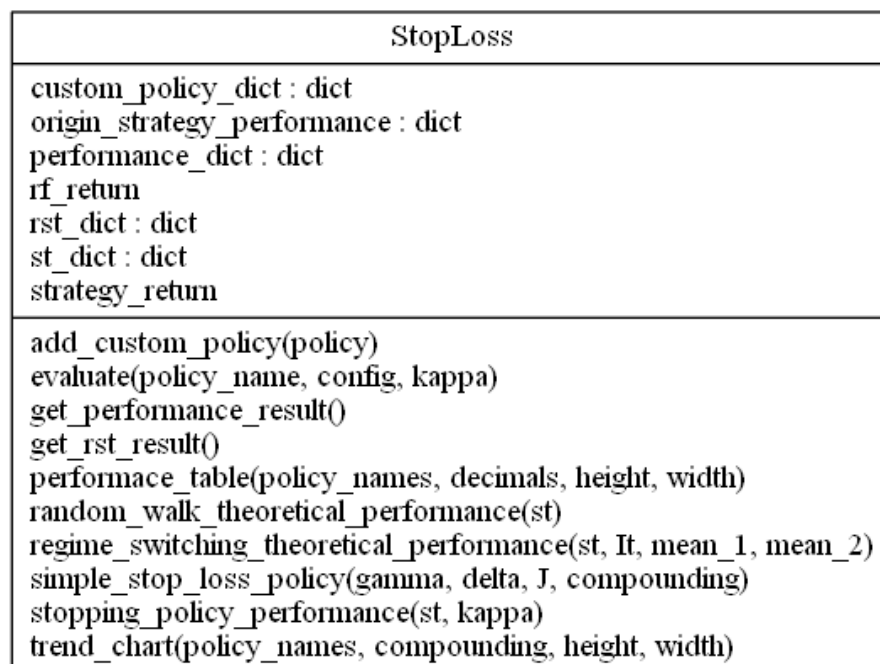 StopLoss
custom_policy_dict : dict
origin_strategy_performance : dict
performance_dict : dict
rf_return
rst_dict : dict
st_dict : dict
strategy_return
add_custom_policy(policy)
evaluate(policy_name, config, kappa)
get_performance_result()
get_rst_result()
performace_table(policy_names, decimals, height, width)
random_walk_theoretical_performance(st)
regime_switching_theoretical_performance(st, It, mean_1, mean_2)
simple_stop_loss_policy(gamma, delta, J, compounding)
stopping_policy_performance(st, kappa)
trend_chart(policy_names, compounding, height, width)